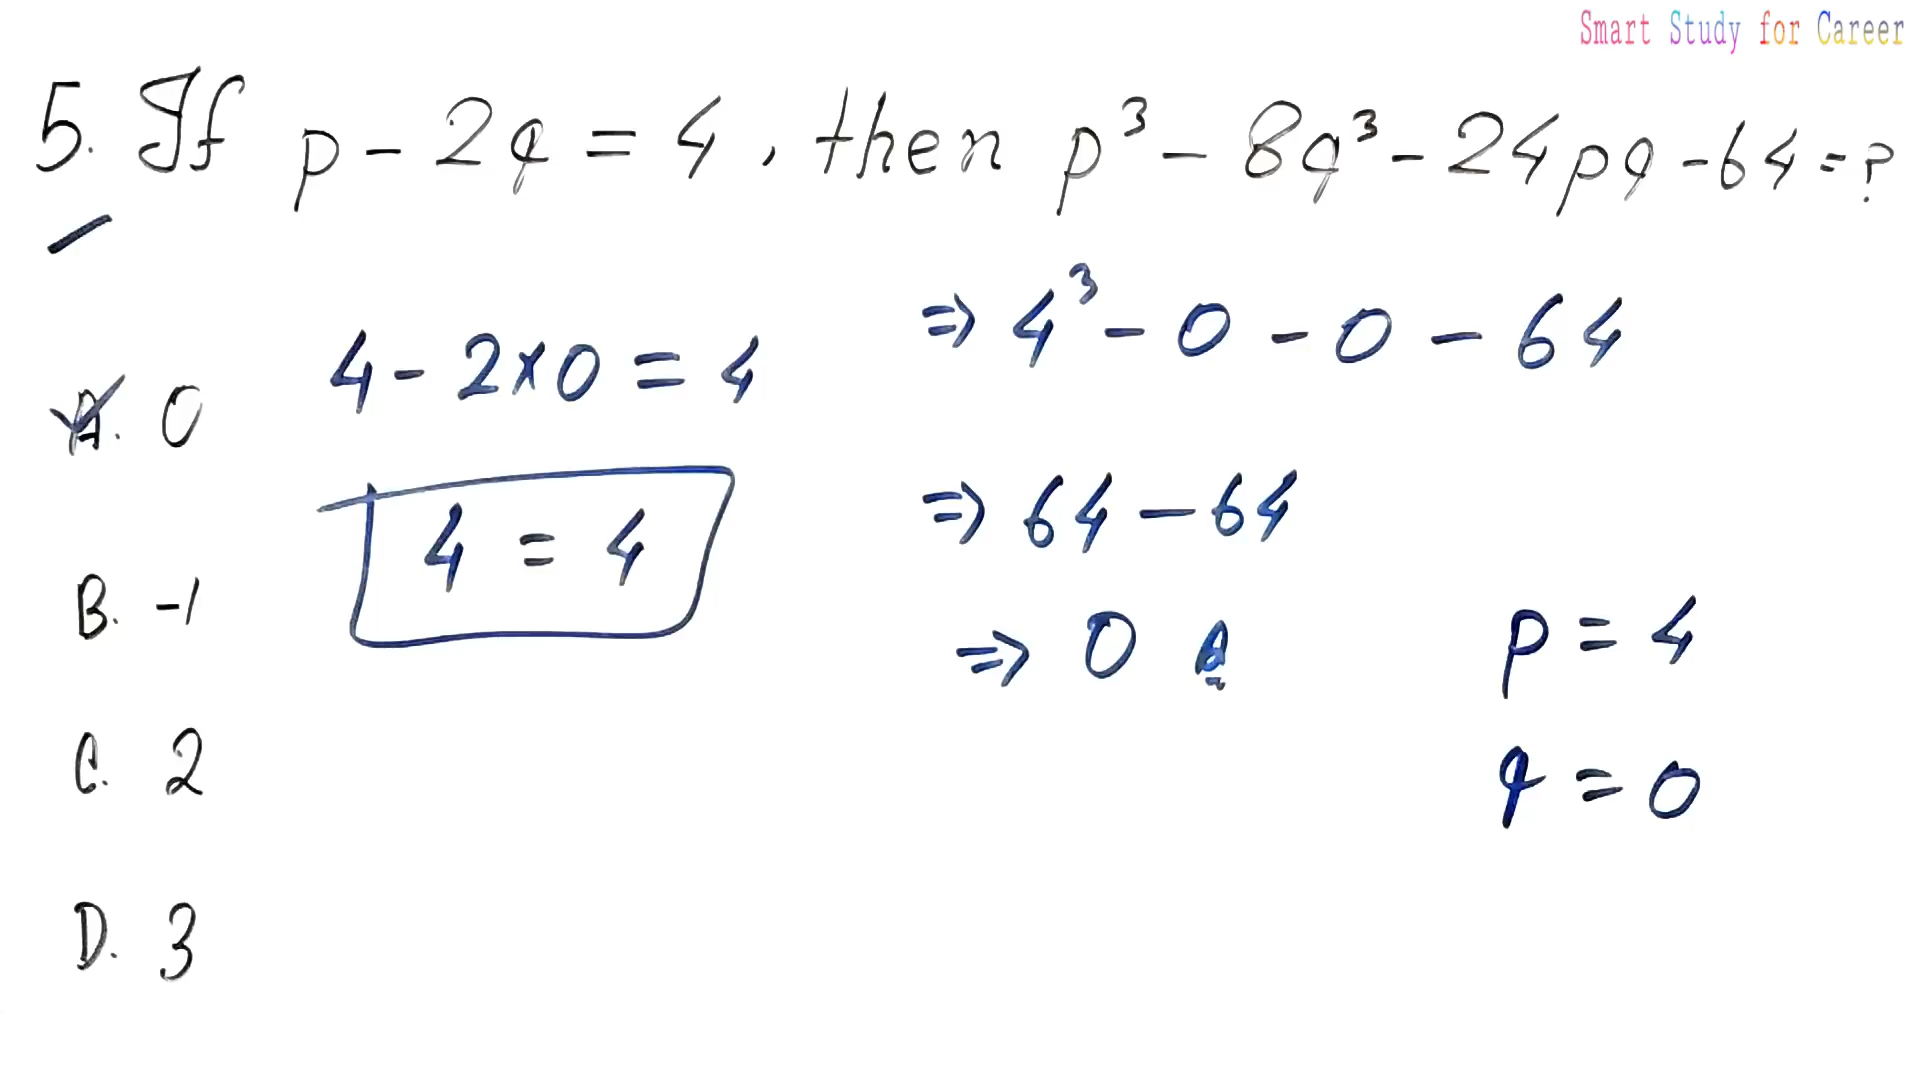 Smart Study for Career
5. If p - 2q = 4, then p³ - 8q³ - 24pq - 64 = ?
4 - 2×0 = 4
⇒ 4³ - 0 - 0 - 64
A. 0
4 = 4
⇒ 64 - 64
B. -1
⇒ 0
p = 4
C. 2
q = 0
D. 3